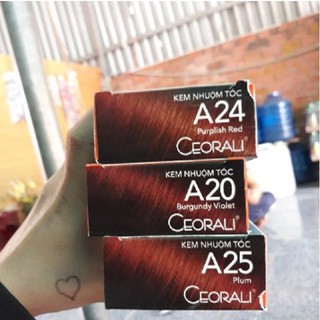 KEM NHUỘM TÓC
A24
Purplish Red
CEORALI
KEM NHUỘM TÓC
A20
Burgundy Violet
CEORALI
KEM NHUỘM TÓC
A25
Plum
CEORALI